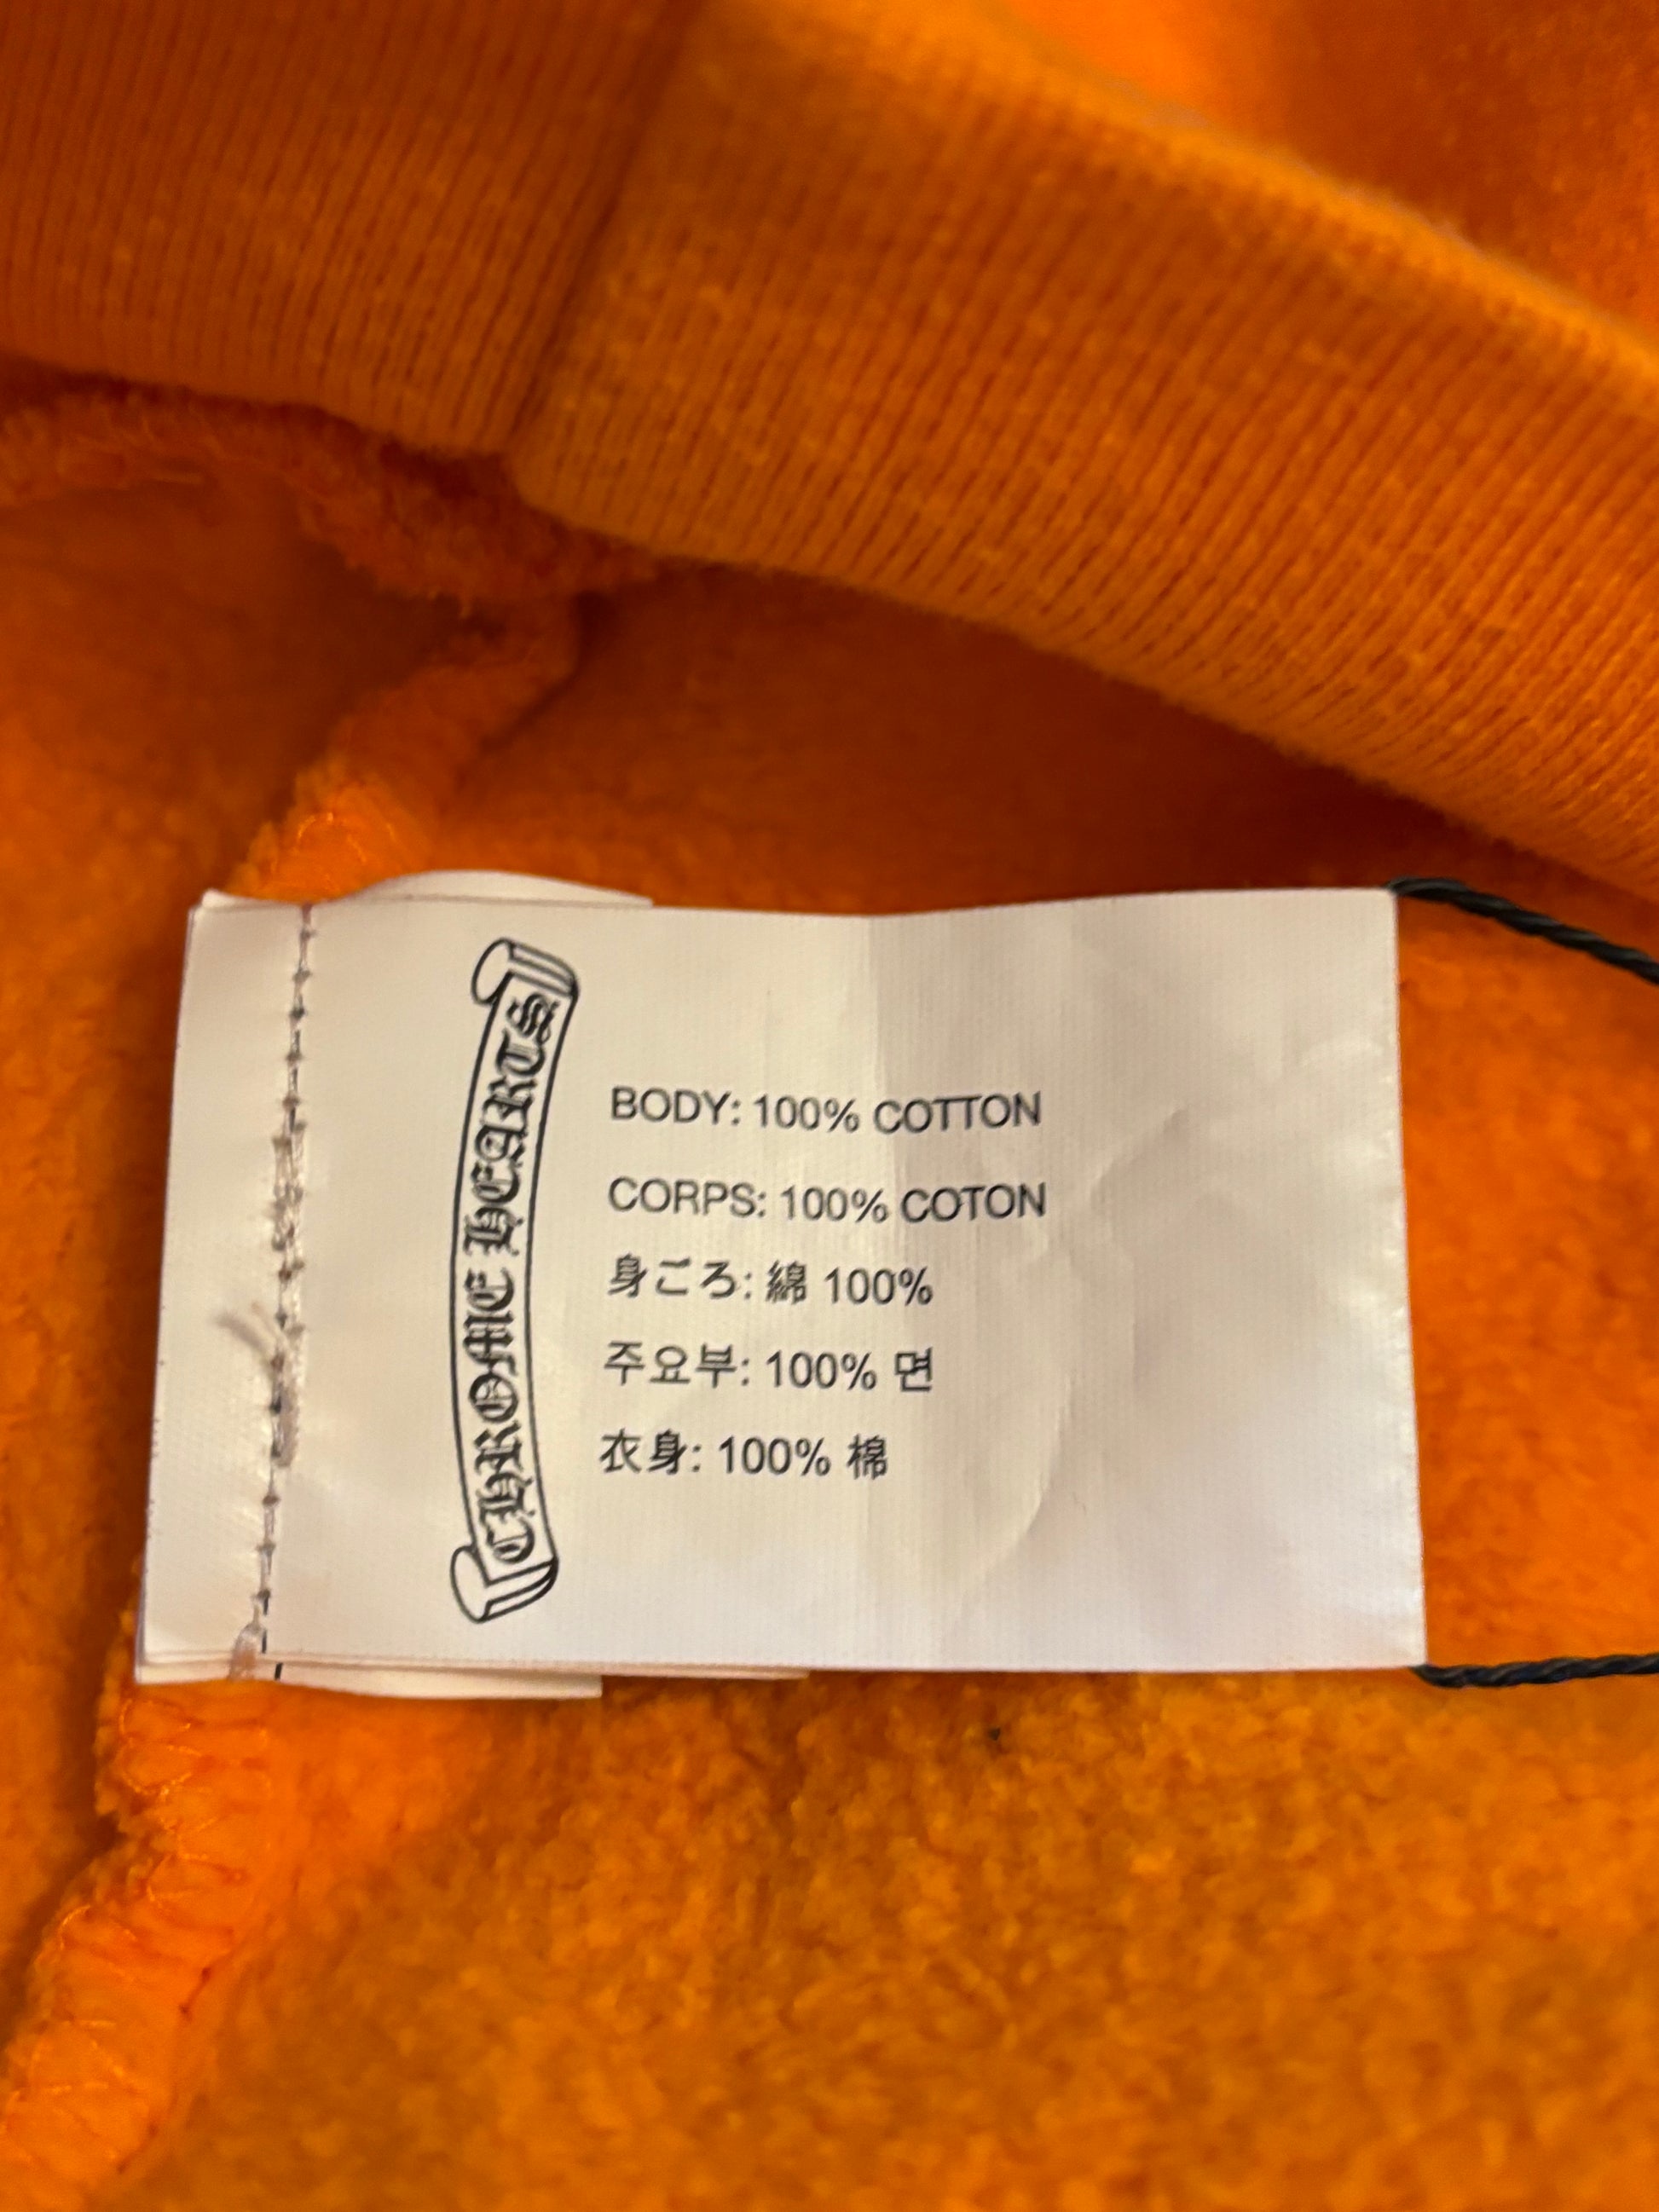 CHROME HEARTS
BODY: 100% COTTON
CORPS: 100% COTON
身ごろ: 綿 100%
주요부: 100% 면
衣身: 100% 棉